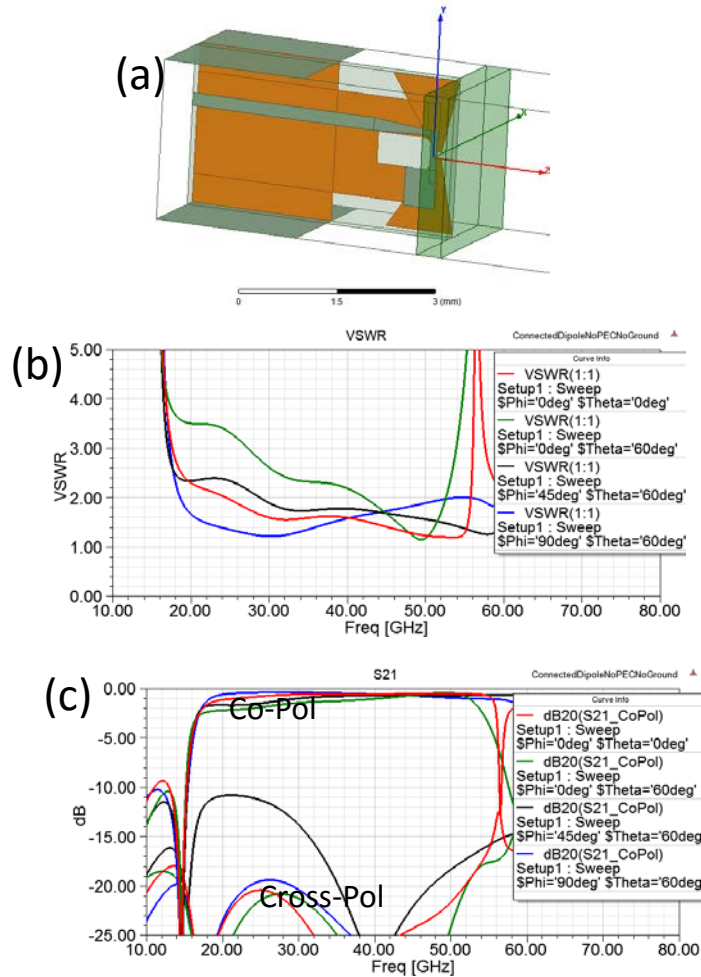 (a)
Y
X
Z
0
1.5
3 (mm)
(b)
VSWR
ConnectedDipoleNoPECNoGround
5.00
4.00
3.00
2.00
1.00
0.00
VSWR
10.00
20.00
30.00
40.00
50.00
60.00
70.00
80.00
Freq [GHz]
Curve Info
VSWR(1:1)
Setup1 : Sweep
$Phi='0deg' $Theta='0deg'
VSWR(1:1)
Setup1 : Sweep
$Phi='0deg' $Theta='60deg'
VSWR(1:1)
Setup1 : Sweep
$Phi='45deg' $Theta='60deg'
VSWR(1:1)
Setup1 : Sweep
$Phi='90deg' $Theta='60deg'
(c)
S21
ConnectedDipoleNoPECNoGround
0.00
-5.00
-10.00
-15.00
-20.00
-25.00
dB
Co-Pol
Cross-Pol
10.00
20.00
30.00
40.00
50.00
60.00
70.00
80.00
Freq [GHz]
Curve Info
dB20(S21_CoPol)
Setup1 : Sweep
$Phi='0deg' $Theta='0deg'
dB20(S21_CoPol)
Setup1 : Sweep
$Phi='0deg' $Theta='60deg'
dB20(S21_CoPol)
Setup1 : Sweep
$Phi='45deg' $Theta='60deg
dB20(S21_CoPol)
Setup1 : Sweep
$Phi='90deg' $Theta='60deg